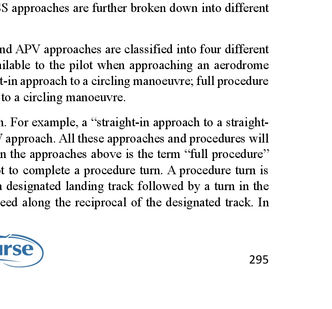 SS approaches are further broken down into different
nd APV approaches are classified into four different
ailable to the pilot when approaching an aerodrome
t-in approach to a circling manoeuvre; full procedure
to a circling manoeuvre.
n. For example, a “straight-in approach to a straight-
V approach. All these approaches and procedures will
n the approaches above is the term “full procedure”
ot to complete a procedure turn. A procedure turn is
a designated landing track followed by a turn in the
eed along the reciprocal of the designated track. In
urse
295